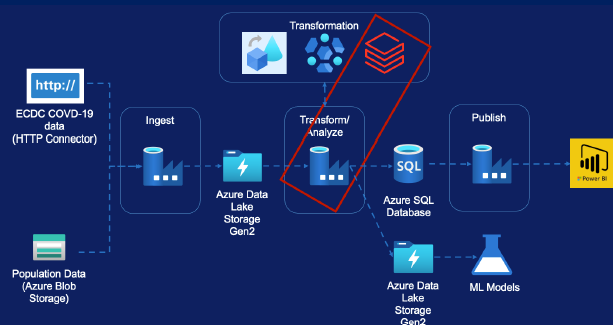 Transformation
http://
ECDC COVD-19
data
(HTTP Connector)
Ingest
Transform/
Analyze
Publish
SQL
Power BI
Azure Data
Lake
Storage
Gen2
Azure SQL
Database
Population Data
(Azure Blob
Storage)
Azure Data
Lake
Storage
Gen2
ML Models